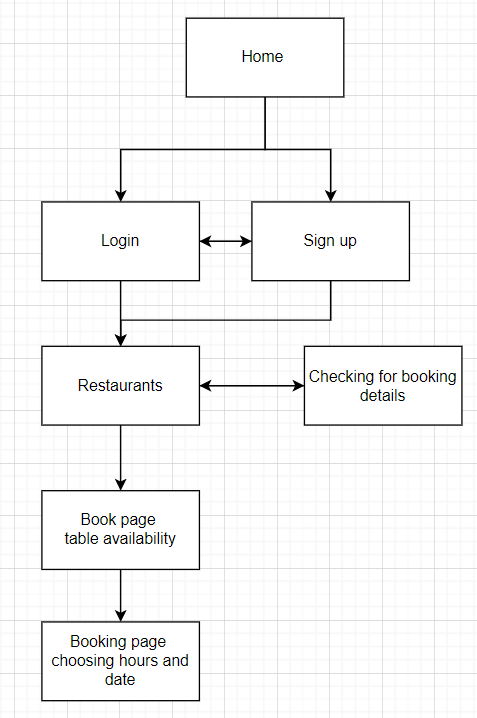 Home
Login
Sign up
Restaurants
Checking for booking
details
Book page
table availability
Booking page
choosing hours and
date